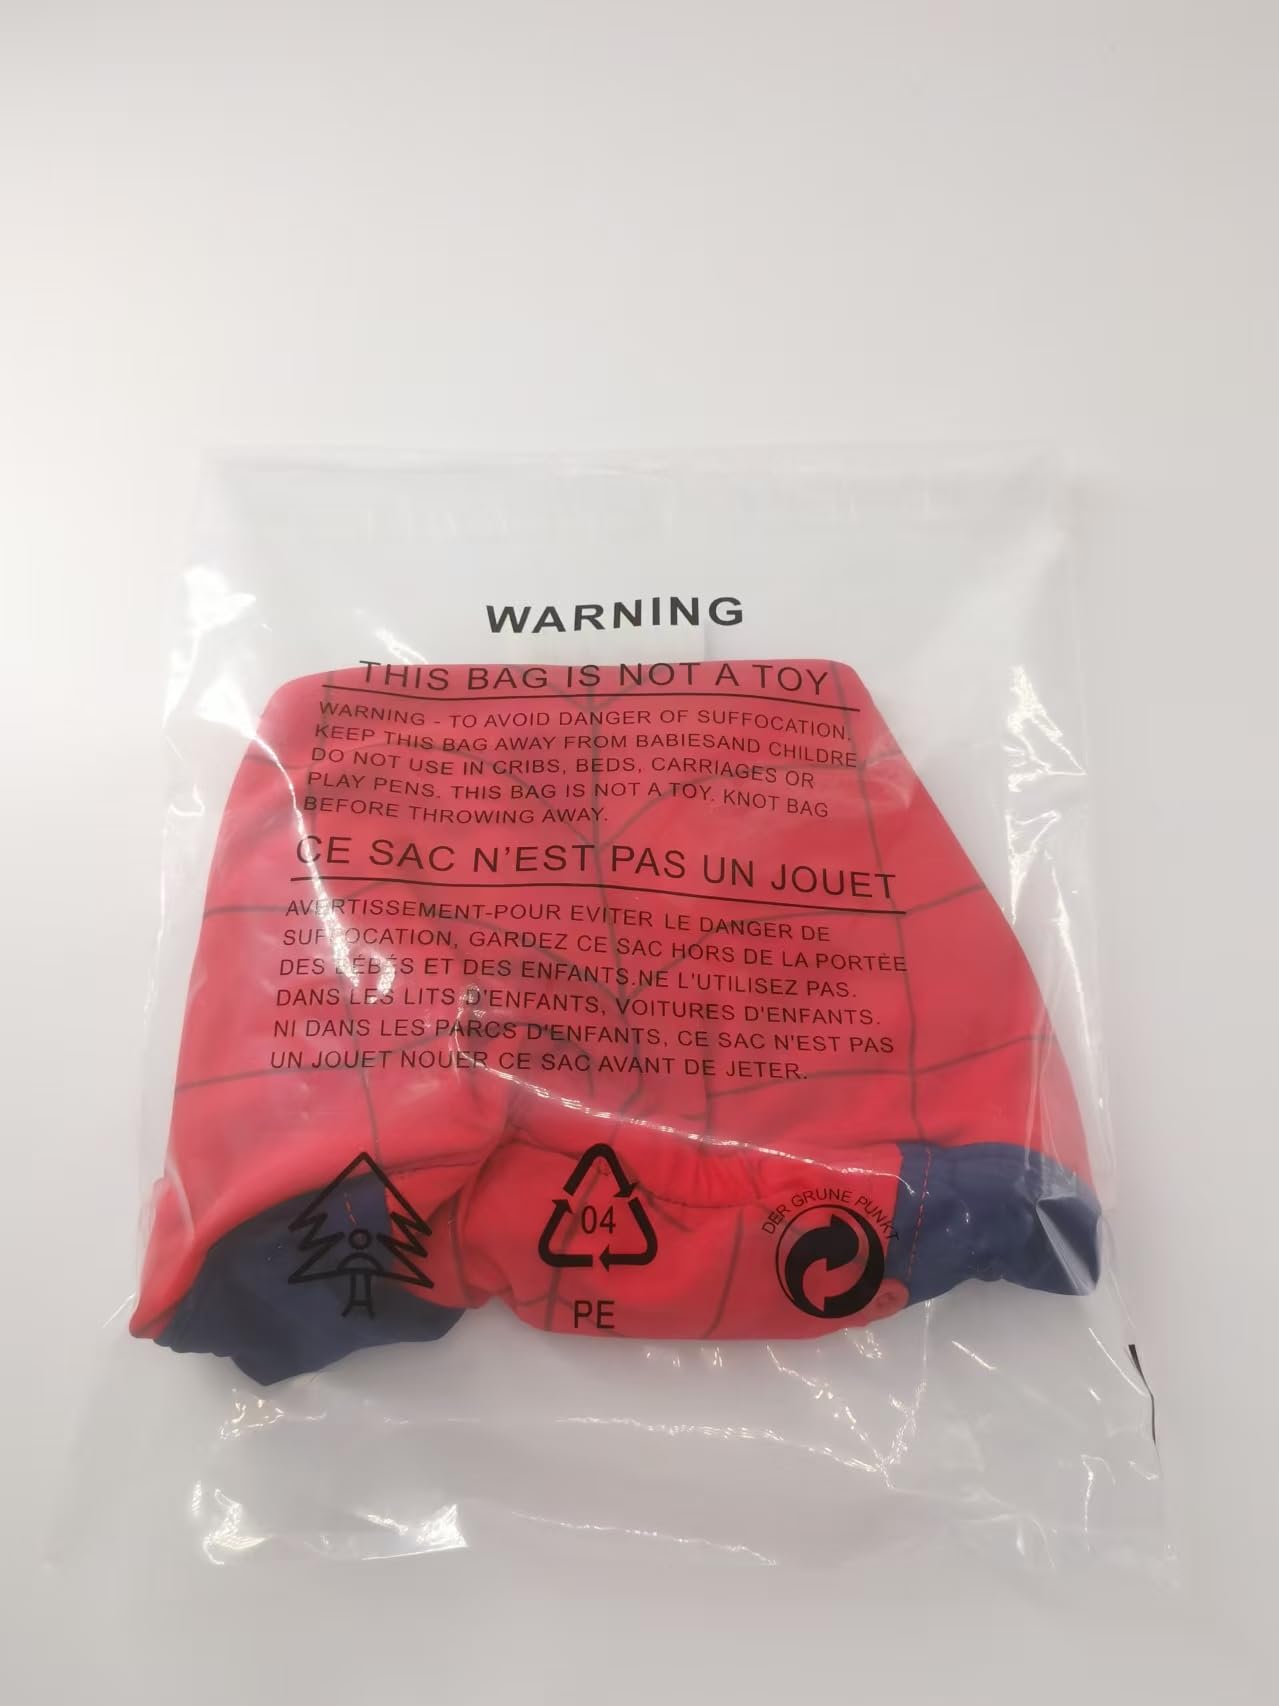 WARNING
THIS BAG IS NOT A TOY
WARNING - TO AVOID DANGER OF SUFFOCATION.
KEEP THIS BAG AWAY FROM BABIESAND CHILDRE
DO NOT USE IN CRIBS, BEDS, CARRIAGES OR
PLAY PENS. THIS BAG IS NOT A TOY. KNOT BAG
BEFORE THROWING AWAY.
CE SAC N'EST PAS UN JOUET
AVERTISSEMENT-POUR EVITER LE DANGER DE
SUFFOCATION, GARDEZ CE SAC HORS DE LA PORTÉE
DES BÉBÉS ET DES ENFANTS.NE L'UTILISEZ PAS.
DANS LES LITS D'ENFANTS, VOITURES D'ENFANTS.
NI DANS LES PARCS D'ENFANTS, CE SAC N'EST PAS
UN JOUET NOUER CE SAC AVANT DE JETER.
DER GRUNE PUNKT
04
PE